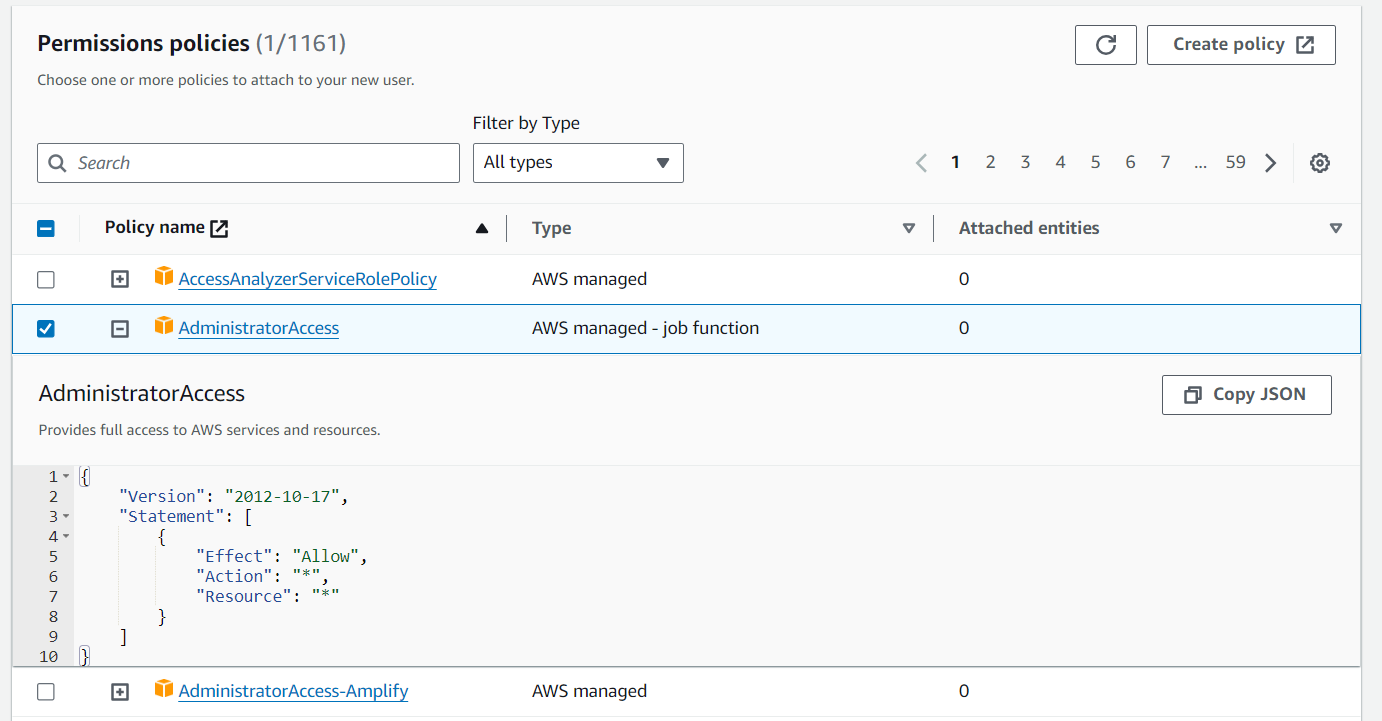 Permissions policies (1/1161)
Create policy
Choose one or more policies to attach to your new user.
Filter by Type
Search
All types
1 2 3 4 5 6 7 ... 59
Policy name Type Attached entities
AccessAnalyzerServiceRolePolicy AWS managed 0
AdministratorAccess AWS managed - job function 0
AdministratorAccess
Copy JSON
Provides full access to AWS services and resources.
1 {
2 "Version": "2012-10-17",
3 "Statement": [
4 {
5 "Effect": "Allow",
6 "Action": "*",
7 "Resource": "*"
8 }
9 ]
10 }
AdministratorAccess-Amplify AWS managed 0